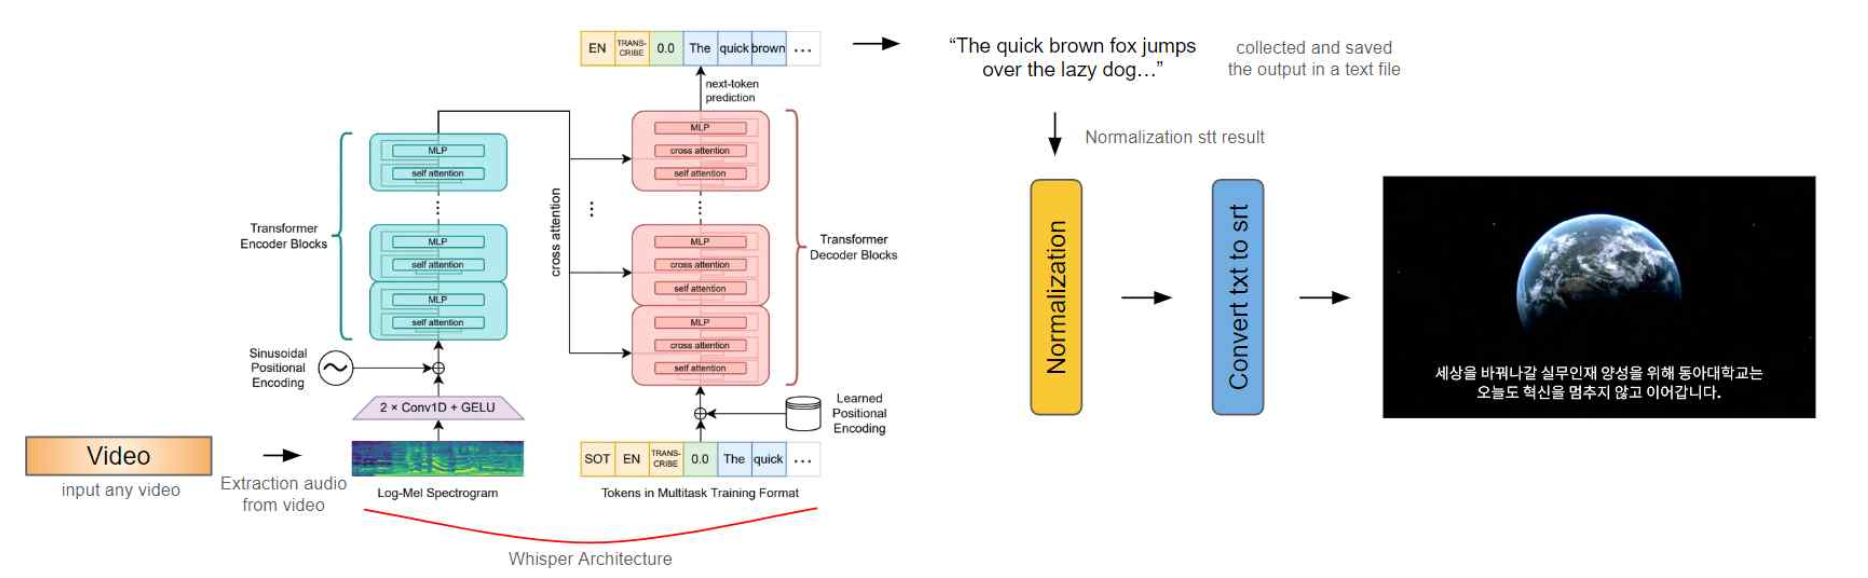 Video
input any video
Extraction audio
from video
Log-Mel Spectrogram
2 × Conv1D + GELU
Sinusoidal
Positional
Encoding
Transformer
Encoder Blocks
MLP
self attention
MLP
self attention
MLP
self attention
cross attention
EN
TRANS-
CRIBE
0.0
The
quick
brown
...
next-token
prediction
MLP
cross attention
self attention
MLP
cross attention
self attention
MLP
cross attention
self attention
Transformer
Decoder Blocks
Learned
Positional
Encoding
SOT
EN
TRANS-
CRIBE
0.0
The
quick
...
Tokens in Multitask Training Format
Whisper Architecture
“The quick brown fox jumps
over the lazy dog…”
collected and saved
the output in a text file
Normalization stt result
Normalization
Convert txt to srt
세상을 바꿔나갈 실무인재 양성을 위해 동아대학교는
오늘도 혁신을 멈추지 않고 이어갑니다.